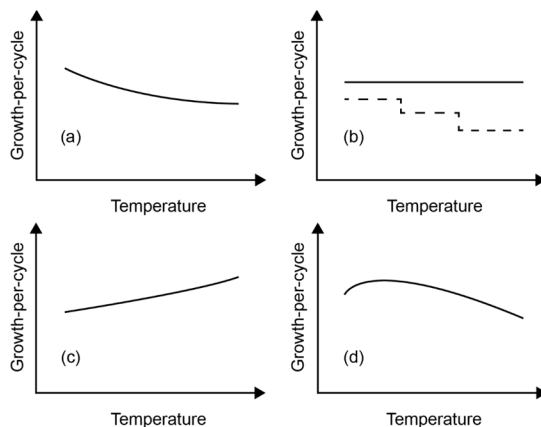 Growth-per-cycle
(a)
Temperature
Growth-per-cycle
(b)
Temperature
Growth-per-cycle
(c)
Temperature
Growth-per-cycle
(d)
Temperature